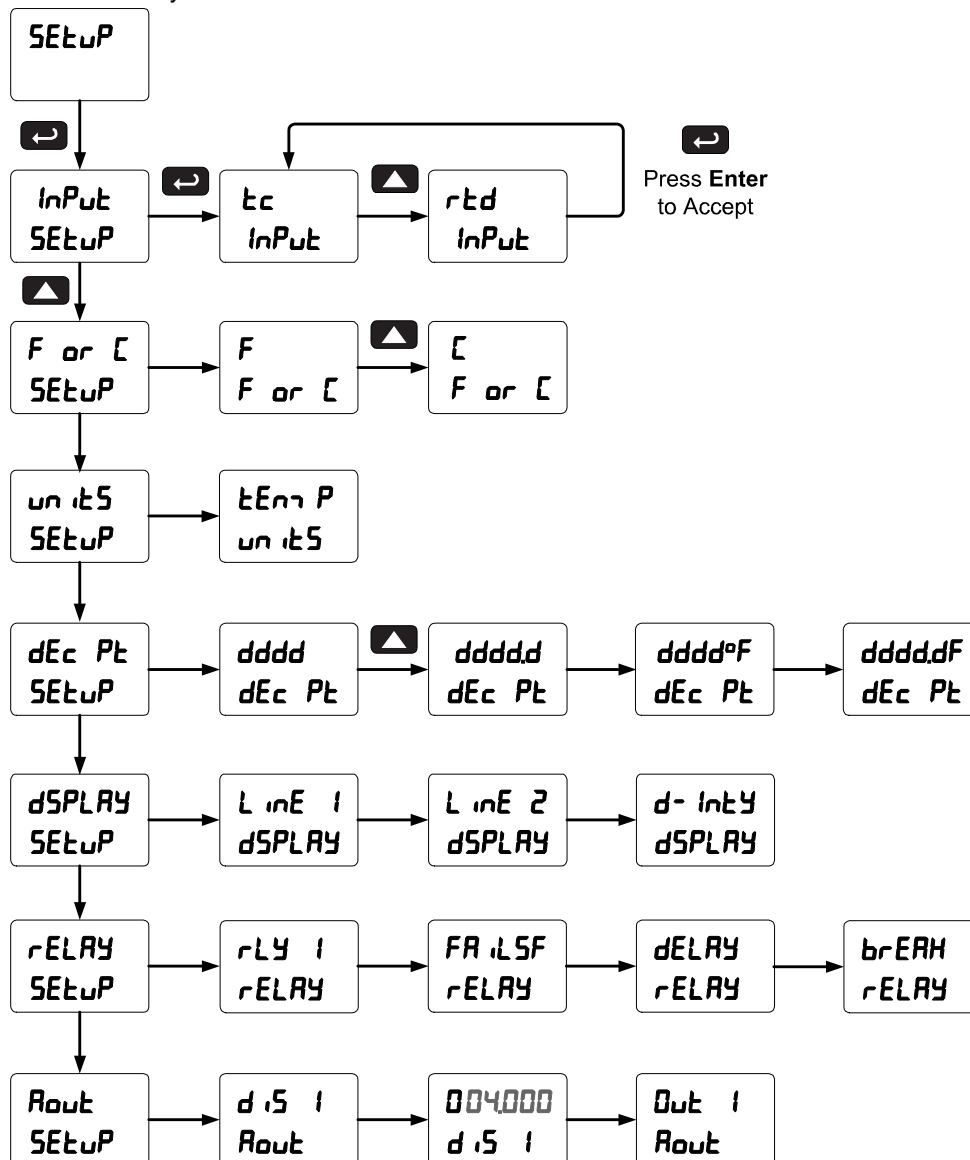 SEtuP
InPut
SEtuP
tc
InPut
rtd
InPut
Press Enter
to Accept
F or C
SEtuP
F
F or C
C
F or C
unitS
SEtuP
tEmP
unitS
dEc Pt
SEtuP
dddd
dEc Pt
dddd.d
dEc Pt
dddd°F
dEc Pt
dddd.dF
dEc Pt
dSPLAY
SEtuP
LinE 1
dSPLAY
LinE 2
dSPLAY
d-IntY
dSPLAY
rELAY
SEtuP
rLY 1
rELAY
FAiLSF
rELAY
dELAY
rELAY
brEAK
rELAY
Aout
SEtuP
diS 1
Aout
004.000
diS 1
Out 1
Aout